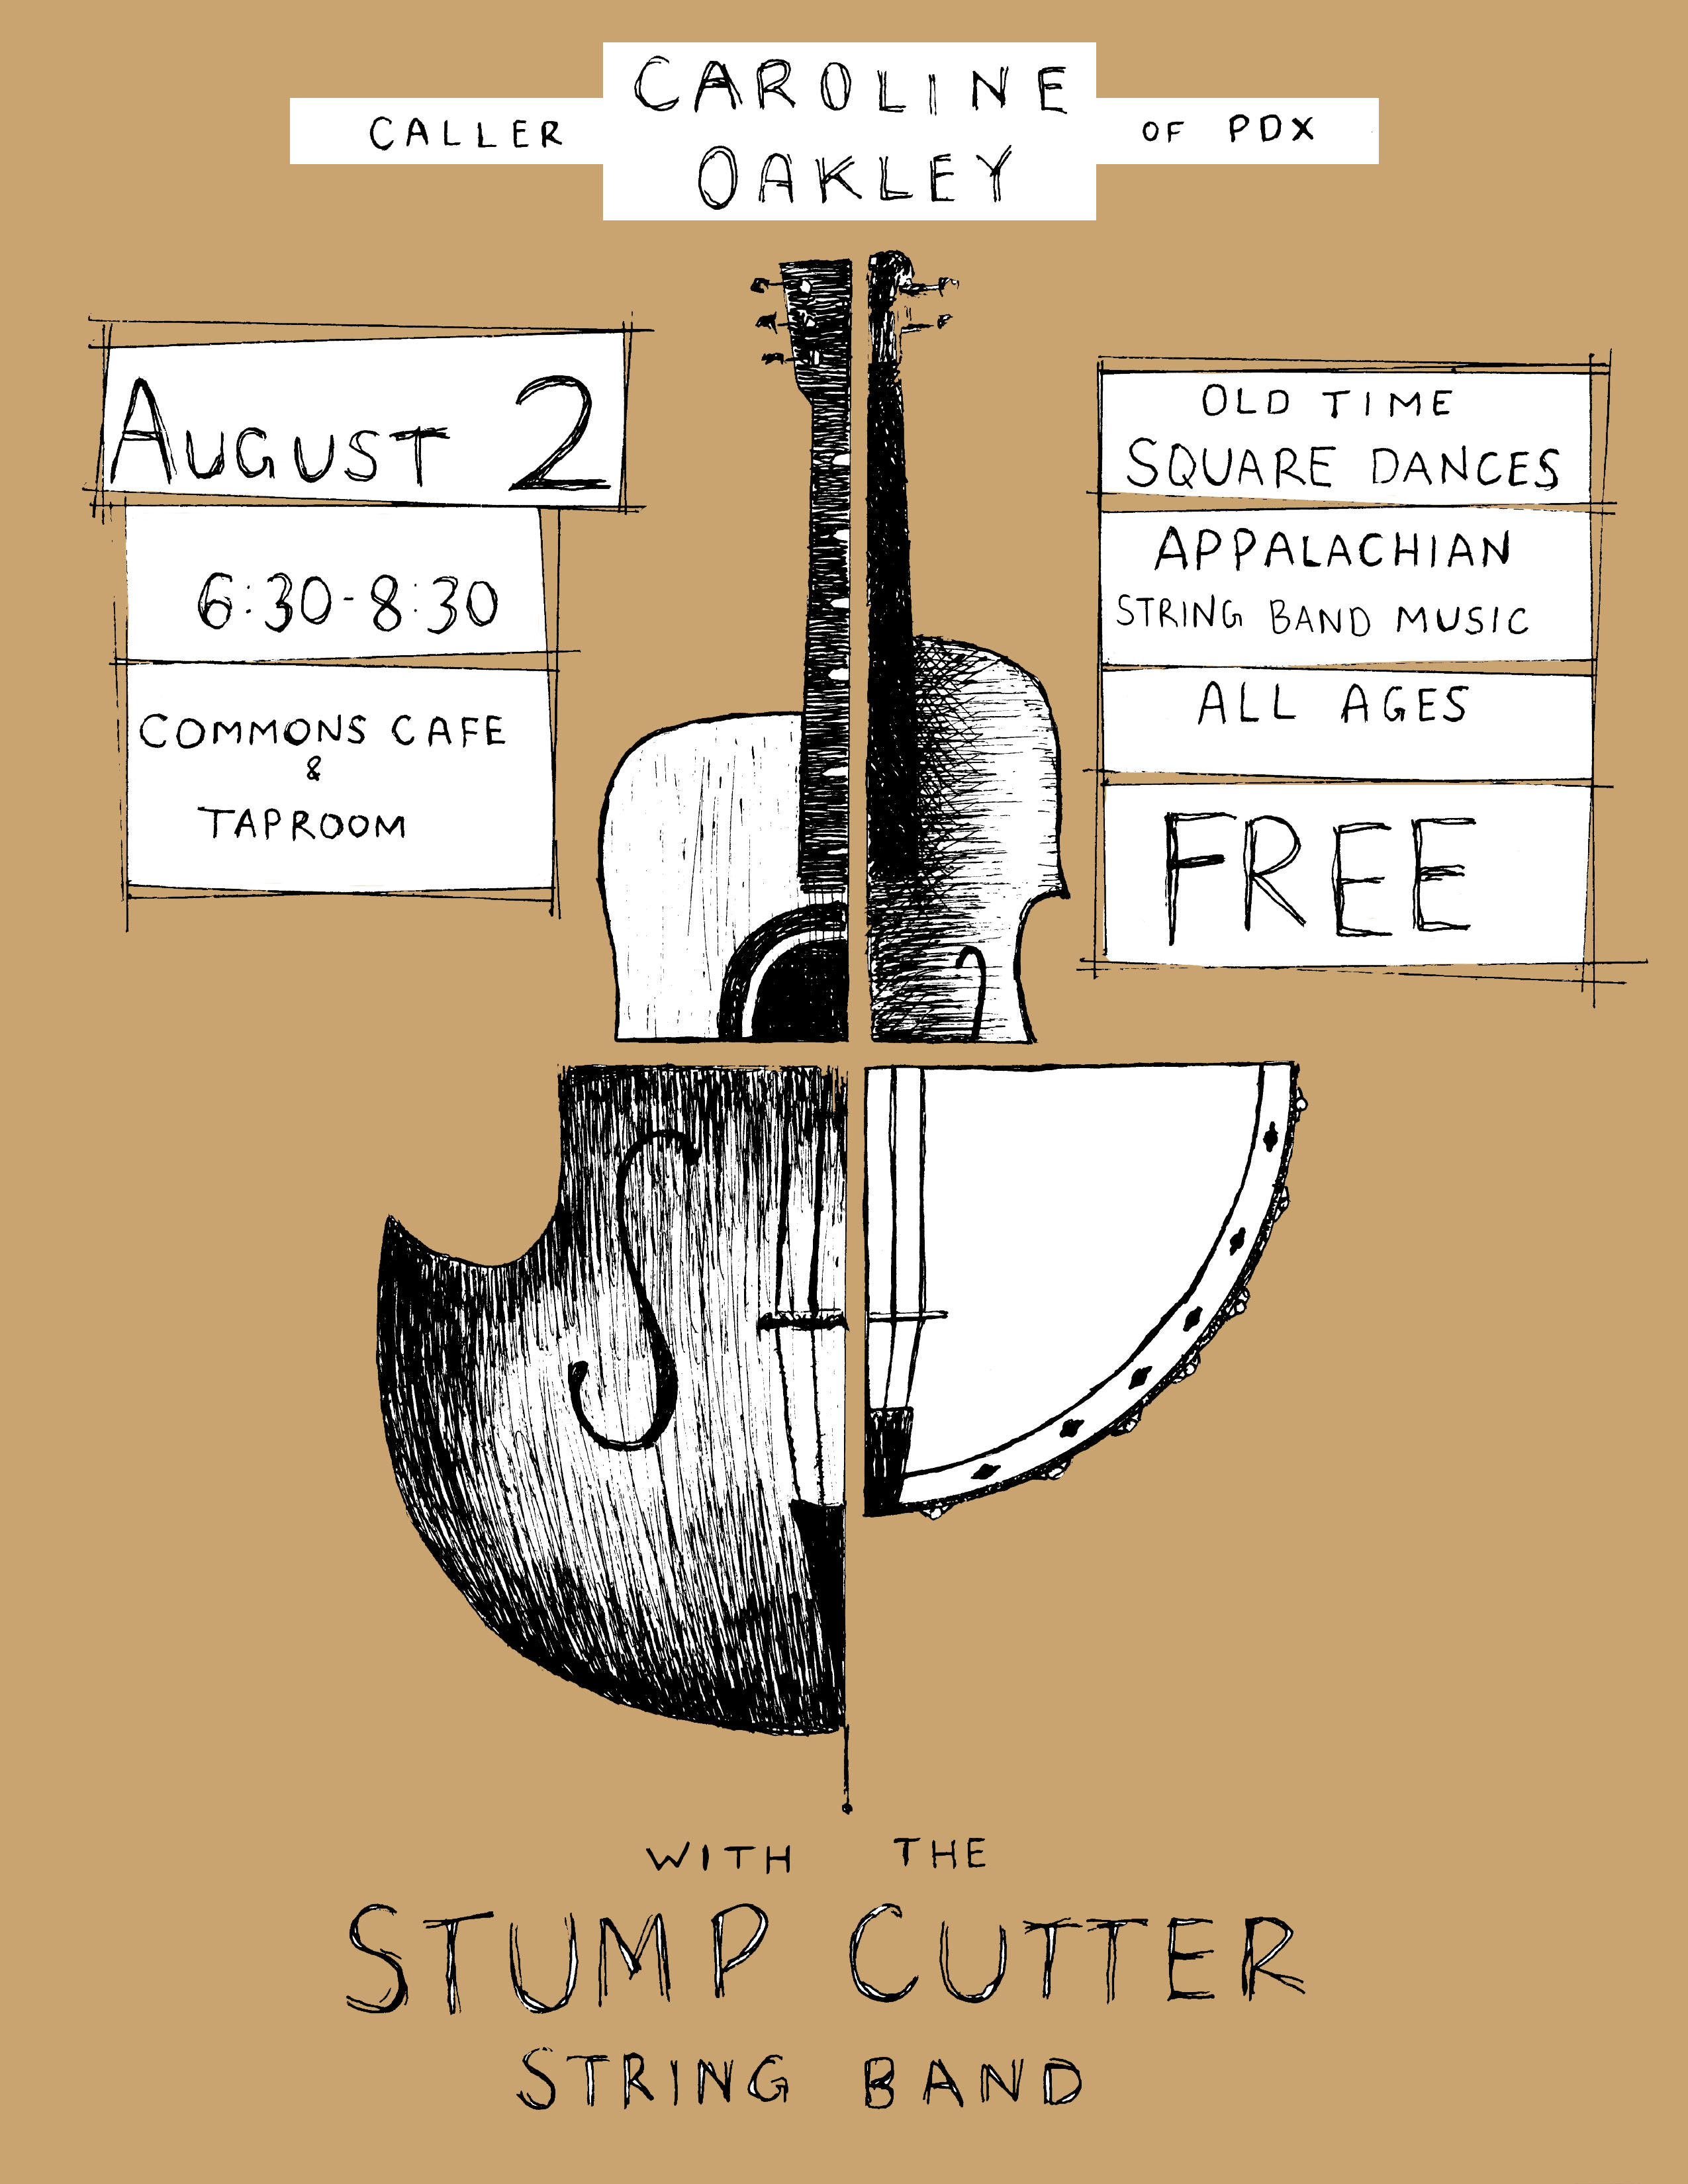 CALLER CAROLINE OF PDX
OAKLEY
AUGUST 2
6:30-8:30
COMMONS CAFE
&
TAPROOM
OLD TIME
SQUARE DANCES
APPALACHIAN
STRING BAND MUSIC
ALL AGES
FREE
WITH THE
STUMP CUTTER
STRING BAND